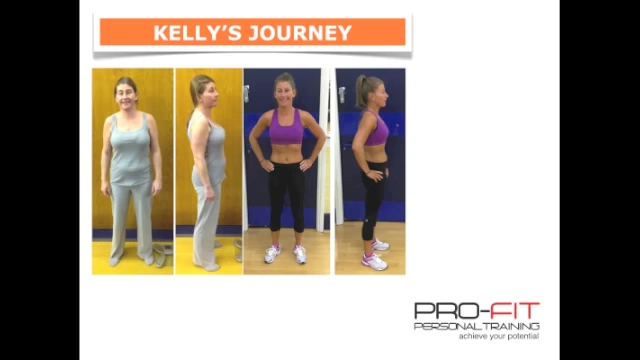 KELLY'S JOURNEY
PRO-FIT
PERSONAL TRAINING
achieve your potential